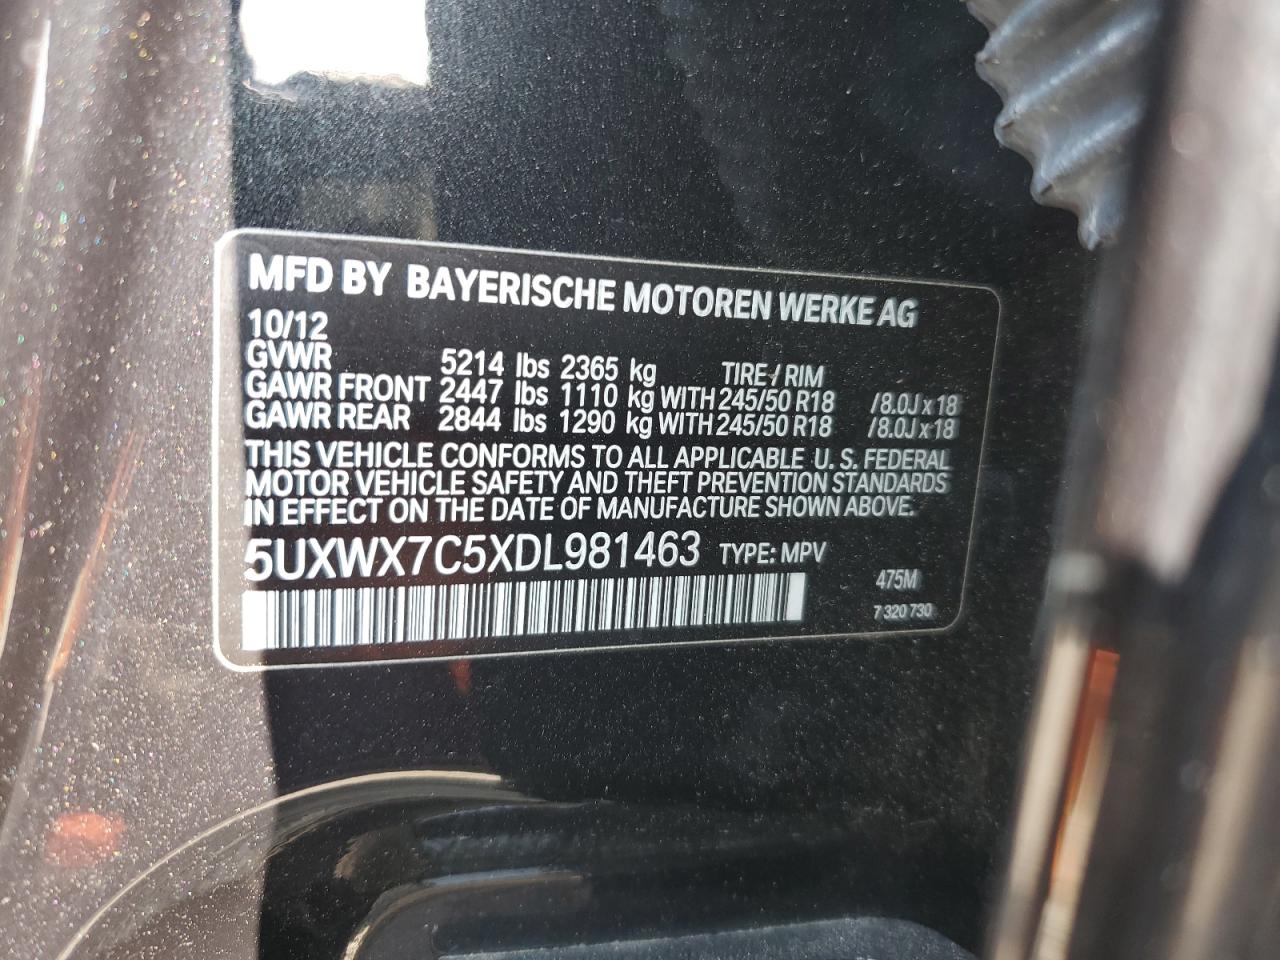 MFD BY BAYERISCHE MOTOREN WERKE AG
10/12
GVWR 5214 lbs 2365 kg TIRE / RIM
GAWR FRONT 2447 lbs 1110 kg WITH 245/50 R18 /8.0J x 18
GAWR REAR 2844 lbs 1290 kg WITH 245/50 R18 /8.0J x 18
THIS VEHICLE CONFORMS TO ALL APPLICABLE U. S. FEDERAL
MOTOR VEHICLE SAFETY AND THEFT PREVENTION STANDARDS
IN EFFECT ON THE DATE OF MANUFACTURE SHOWN ABOVE.
5UXWX7C5XDL981463 TYPE: MPV
475M
7 320 730